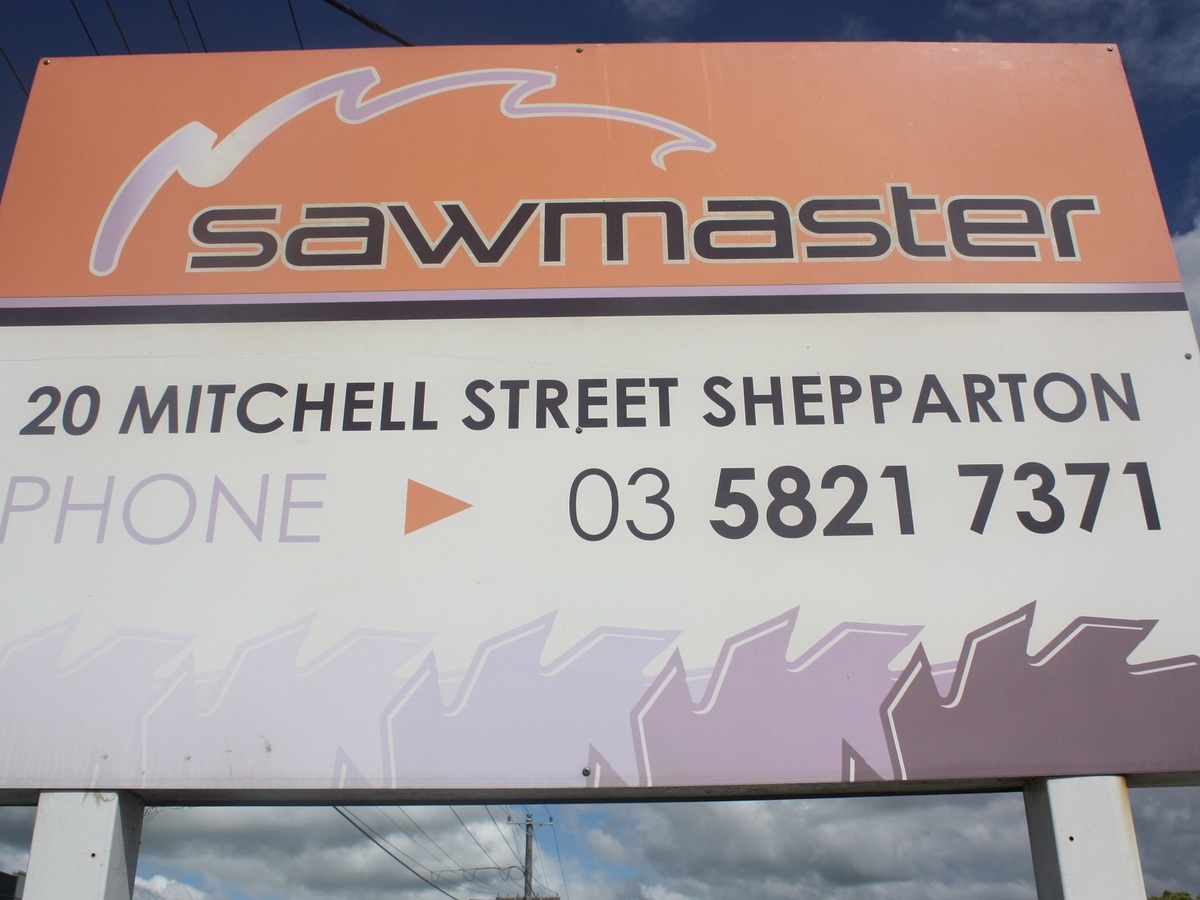 sawmaster
20 MITCHELL STREET SHEPPARTON
PHONE 03 5821 7371